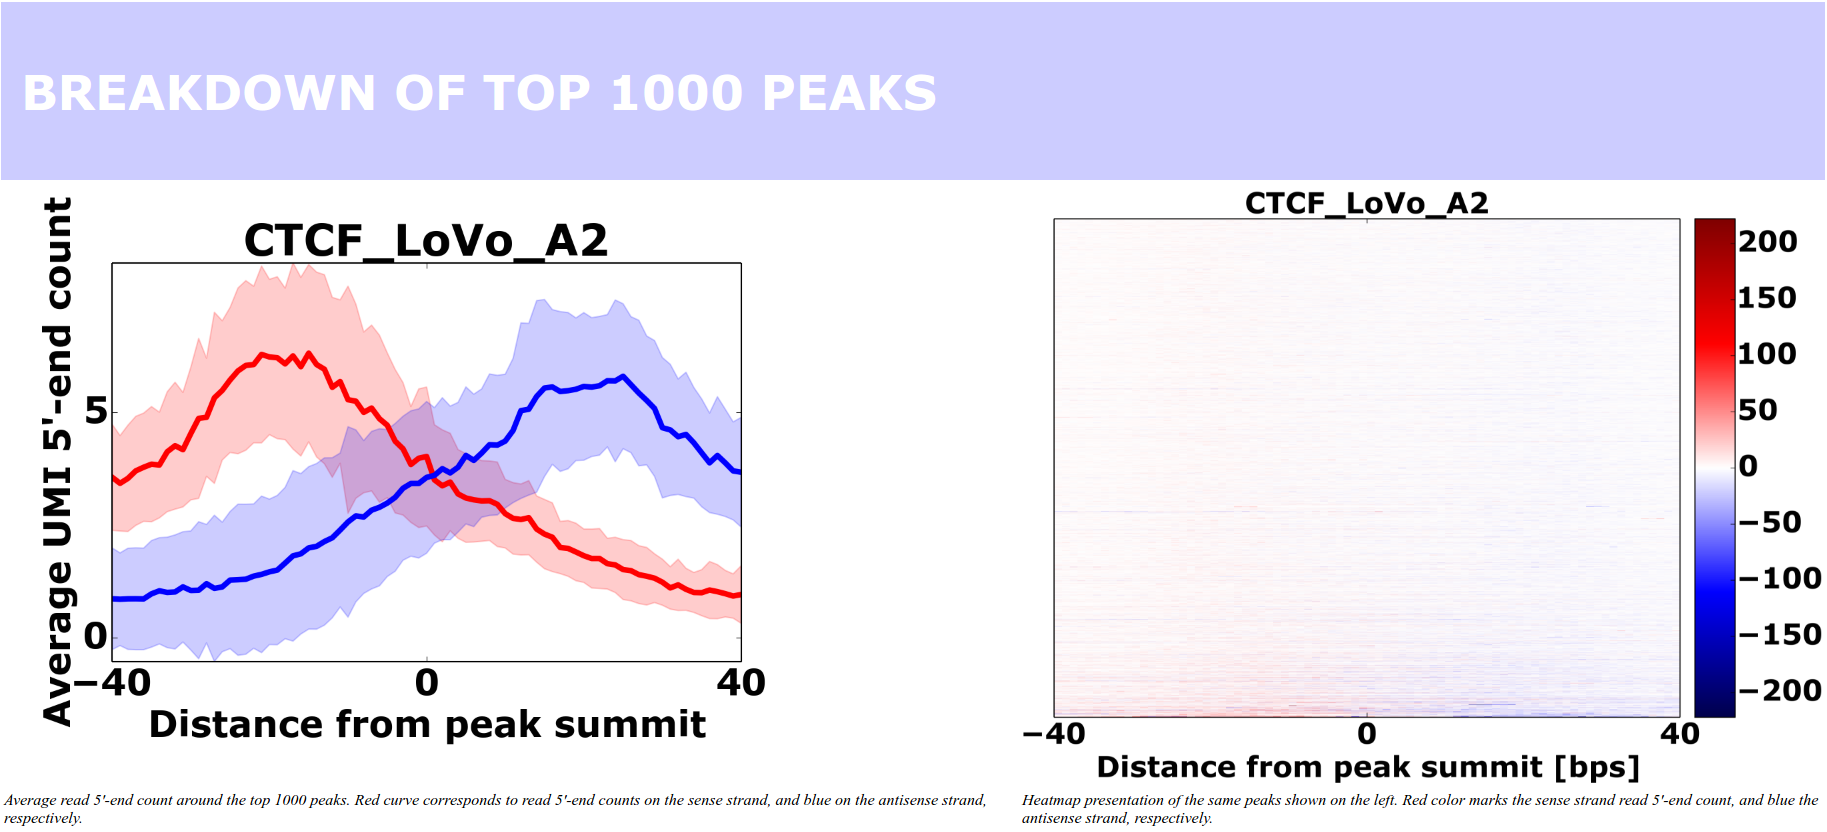 BREAKDOWN OF TOP 1000 PEAKS
CTCF_LoVo_A2
Average UMI 5'-end count
5
0
−40
0
40
Distance from peak summit
Average read 5'-end count around the top 1000 peaks. Red curve corresponds to read 5'-end counts on the sense strand, and blue on the antisense strand,
respectively.
CTCF_LoVo_A2
200
150
100
50
0
−50
−100
−150
−200
−40
0
40
Distance from peak summit [bps]
Heatmap presentation of the same peaks shown on the left. Red color marks the sense strand read 5'-end count, and blue the
antisense strand, respectively.